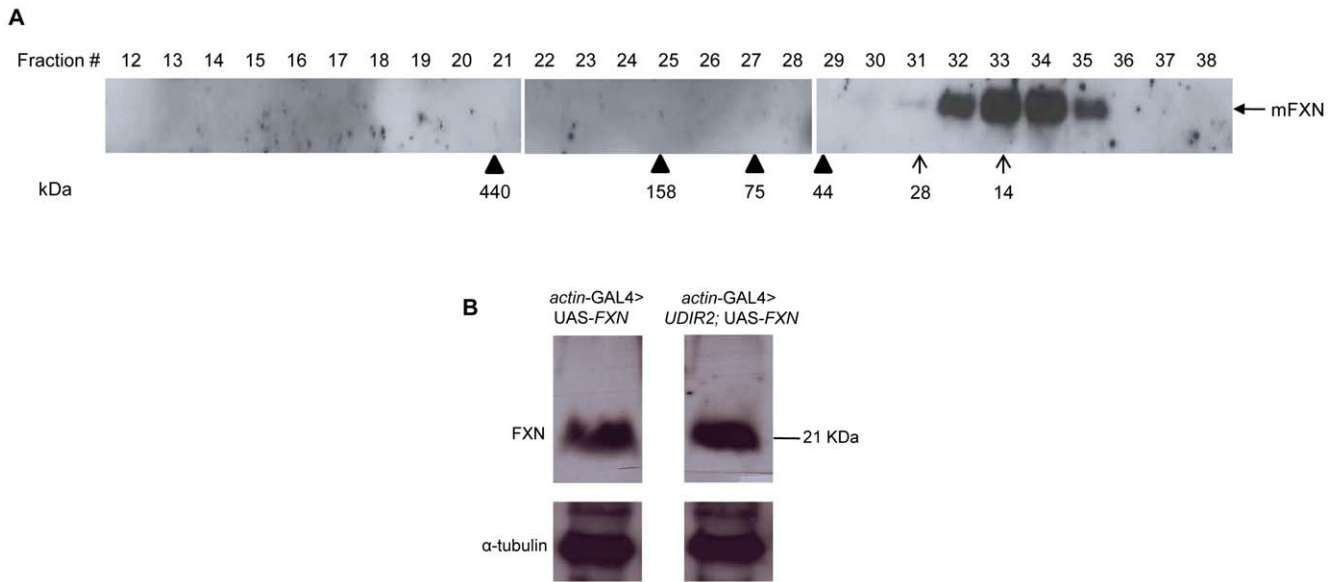 A
Fraction # 12 13 14 15 16 17 18 19 20 21 22 23 24 25 26 27 28 29 30 31 32 33 34 35 36 37 38
mFXN
kDa 440 158 75 44 28 14
B
actin-GAL4> actin-GAL4>
UAS-FXN UDIR2; UAS-FXN
FXN 21 KDa
α-tubulin